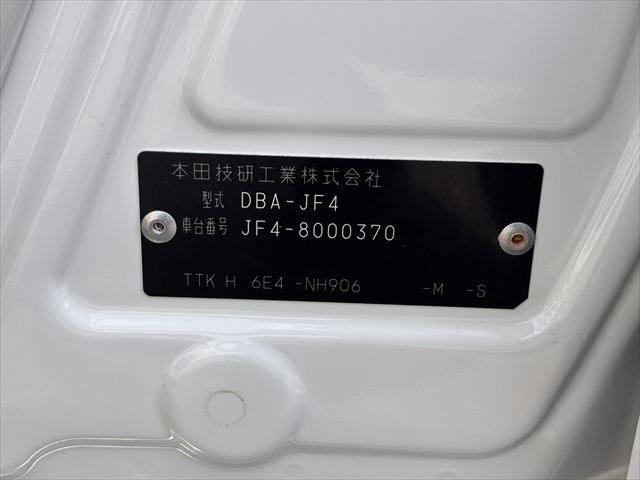 本田技研工業株式会社
型式 DBA-JF4
車台番号 JF4-8000370
TTK H 6E4 -NH906 -M -S